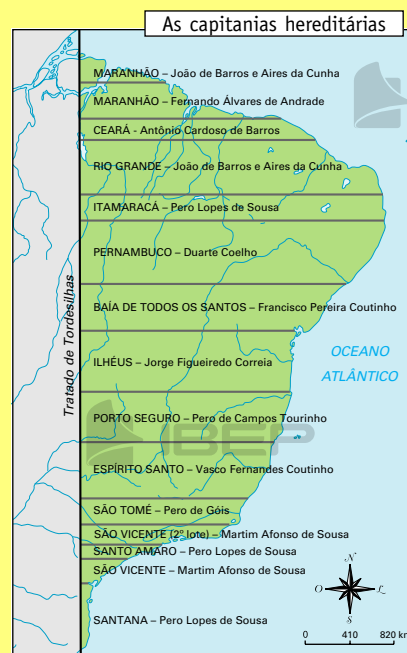 As capitanias hereditárias
MARANHÃO – João de Barros e Aires da Cunha
MARANHÃO – Fernando Álvares de Andrade
CEARÁ - Antônio Cardoso de Barros
RIO GRANDE – João de Barros e Aires da Cunha
ITAMARACÁ – Pero Lopes de Sousa
PERNAMBUCO – Duarte Coelho
BAÍA DE TODOS OS SANTOS – Francisco Pereira Coutinho
Tratado de Tordesilhas
OCEANO
ATLÂNTICO
ILHÉUS – Jorge Figueiredo Correia
PORTO SEGURO – Pero de Campos Tourinho
IBEP
ESPÍRITO SANTO – Vasco Fernandes Coutinho
SÃO TOMÉ – Pero de Góis
SÃO VICENTE (2º lote) – Martim Afonso de Sousa
SANTO AMARO – Pero Lopes de Sousa
SÃO VICENTE – Martim Afonso de Sousa
SANTANA – Pero Lopes de Sousa
N
O
L
S
0 410 820 km